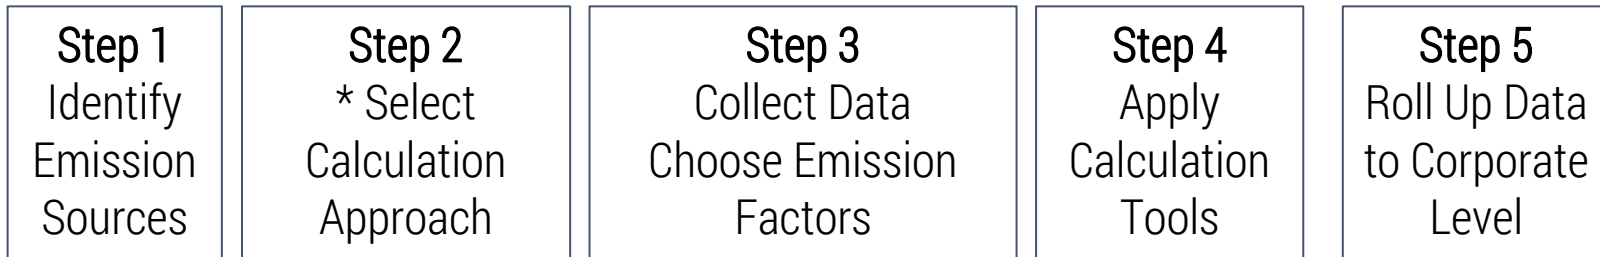 Step 1
Identify
Emission
Sources
Step 2
* Select
Calculation
Approach
Step 3
Collect Data
Choose Emission
Factors
Step 4
Apply
Calculation
Tools
Step 5
Roll Up Data
to Corporate
Level